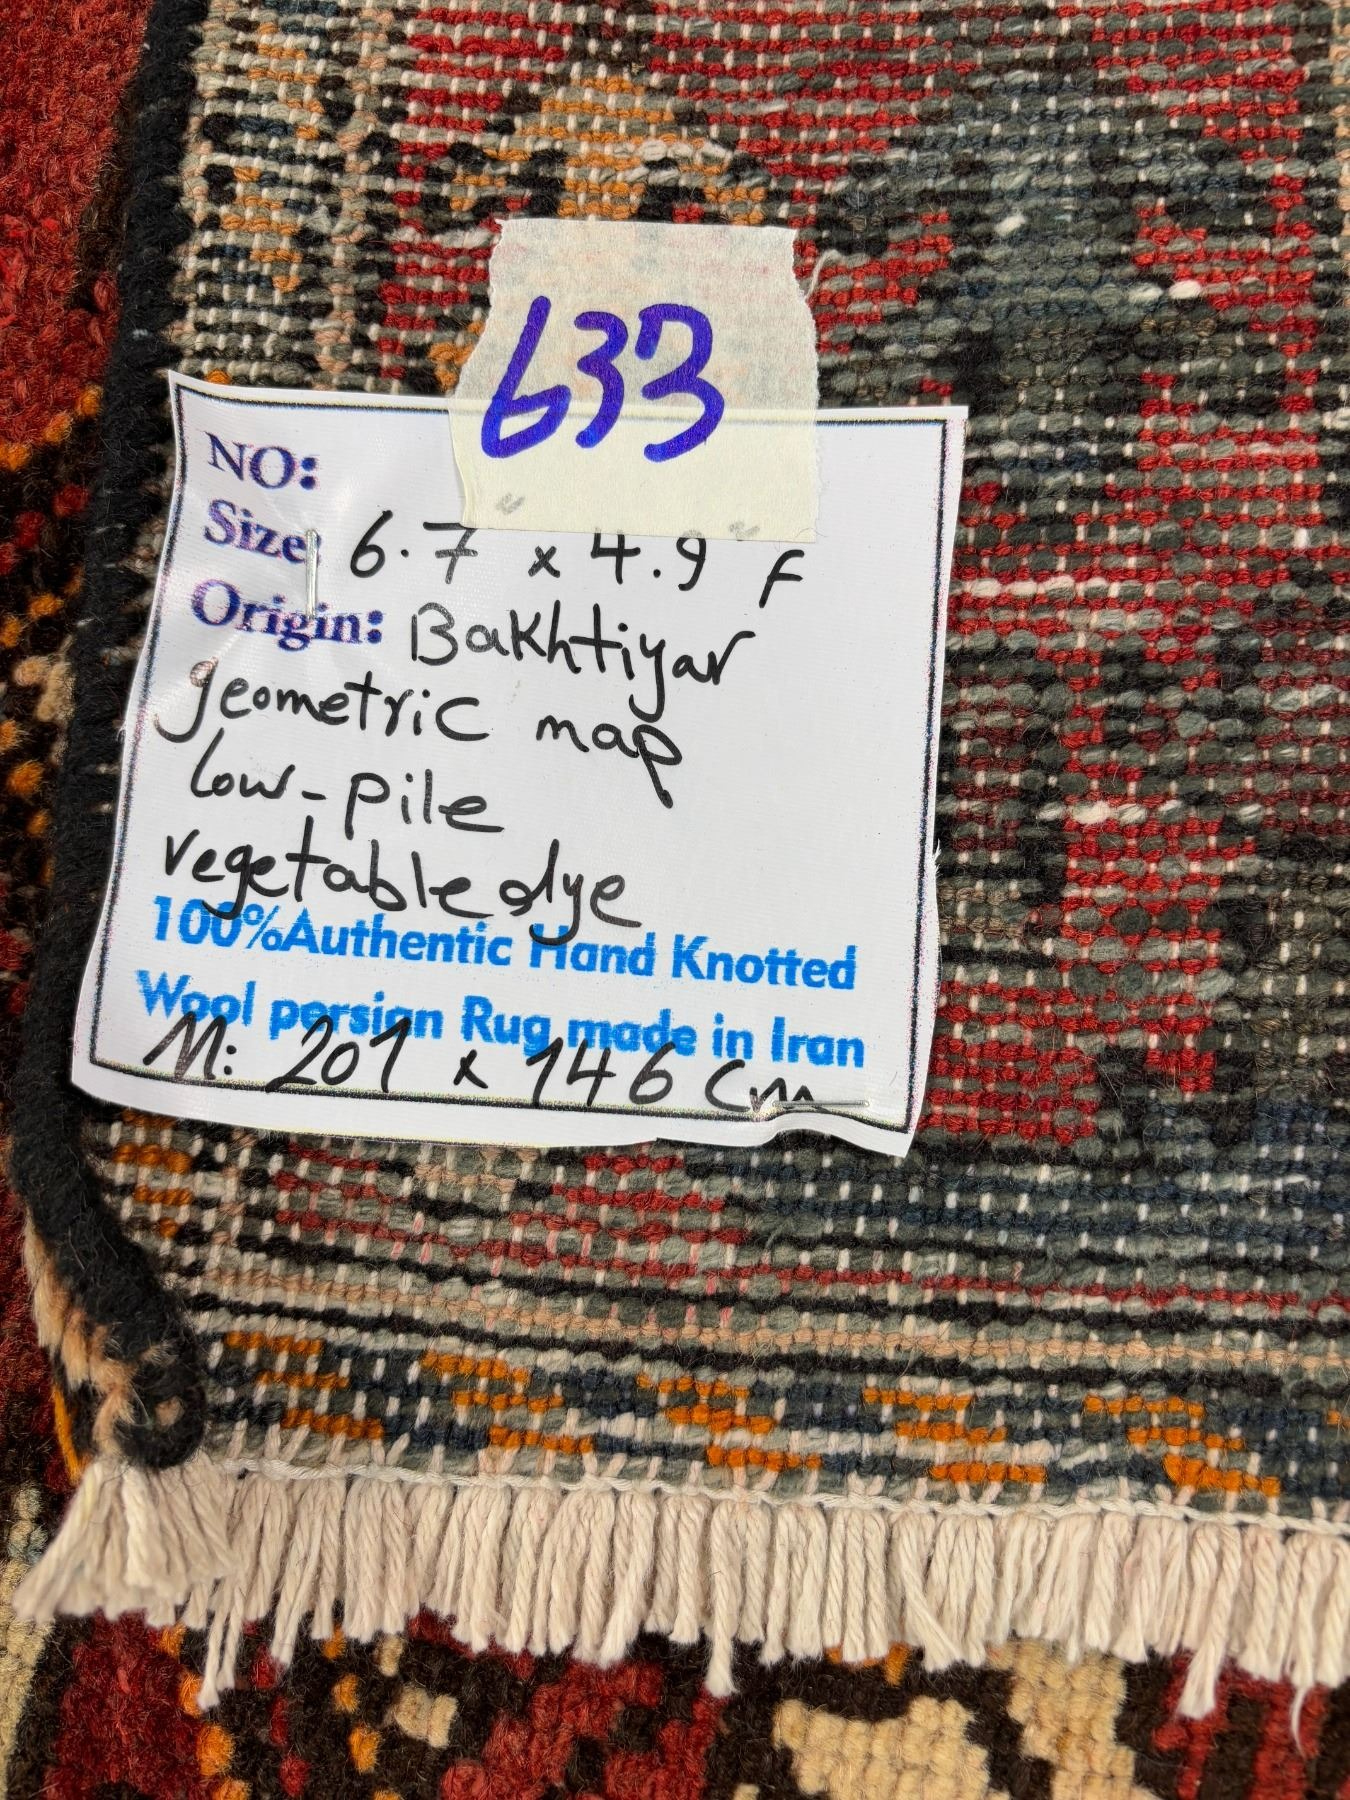 633
NO:
Size: 6.7 x 4.9 F
Origin: Bakhtiyar
geometric map
low-pile
vegetable dye
100%Authentic Hand Knotted
Wool persian Rug made in Iran
M: 201 x 146 cm